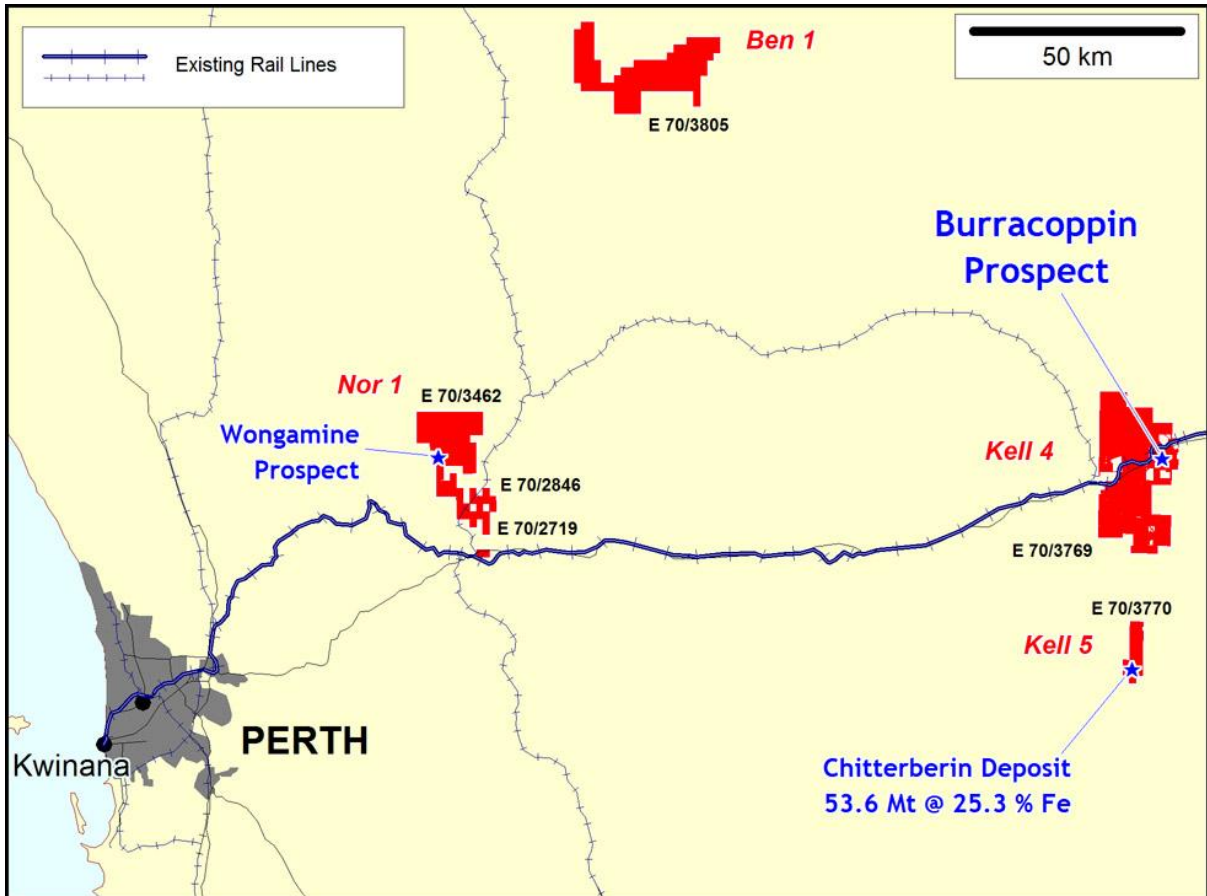 Existing Rail Lines
Ben 1
50 km
E 70/3805
Burracoppin
Prospect
Nor 1
E 70/3462
Wongamine
Prospect
Kell 4
E 70/2846
E 70/2719
E 70/3769
E 70/3770
Kell 5
PERTH
Kwinana
Chitterberin Deposit
53.6 Mt @ 25.3 % Fe